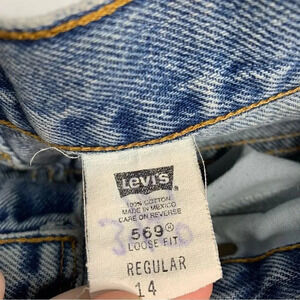 LEVI'S
100% COTTON
MADE IN MEXICO
CARE ON REVERSE
569®
LOOSE FIT
REGULAR
14